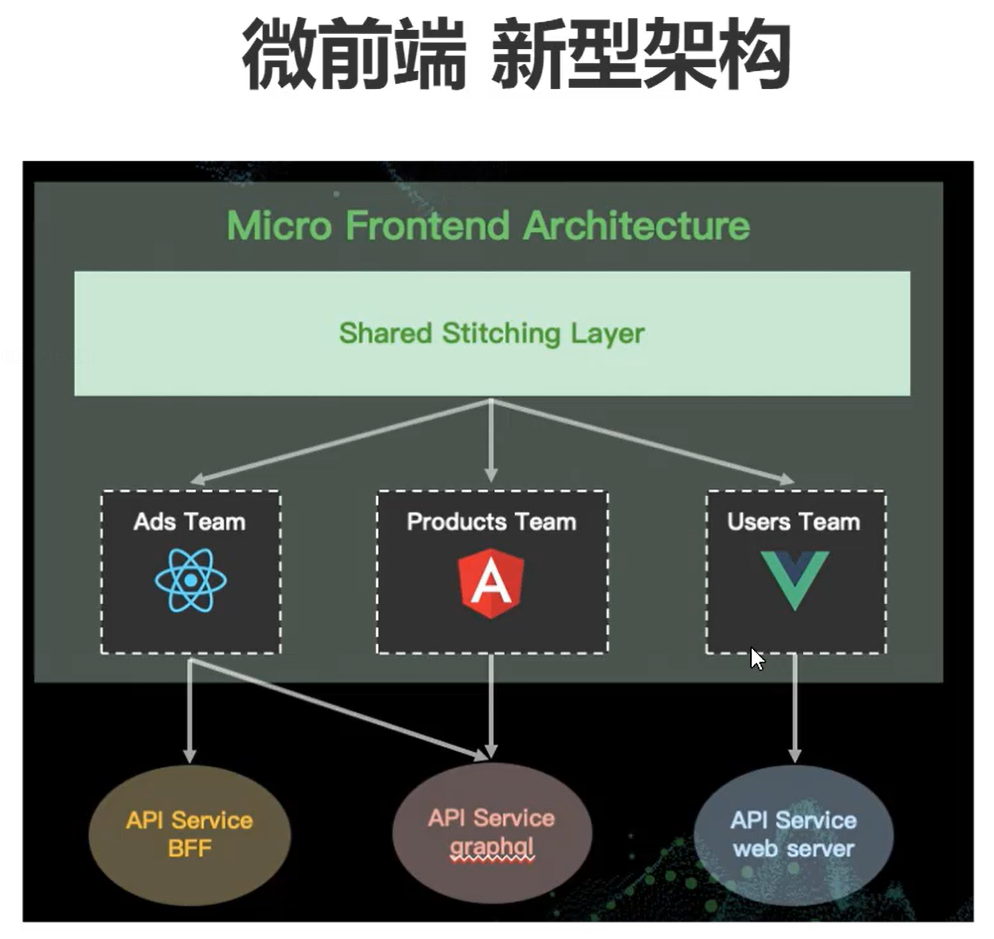 微前端 新型架构
Micro Frontend Architecture
Shared Stitching Layer
Ads Team
Products Team
Users Team
API Service
BFF
API Service
graphql
API Service
web server